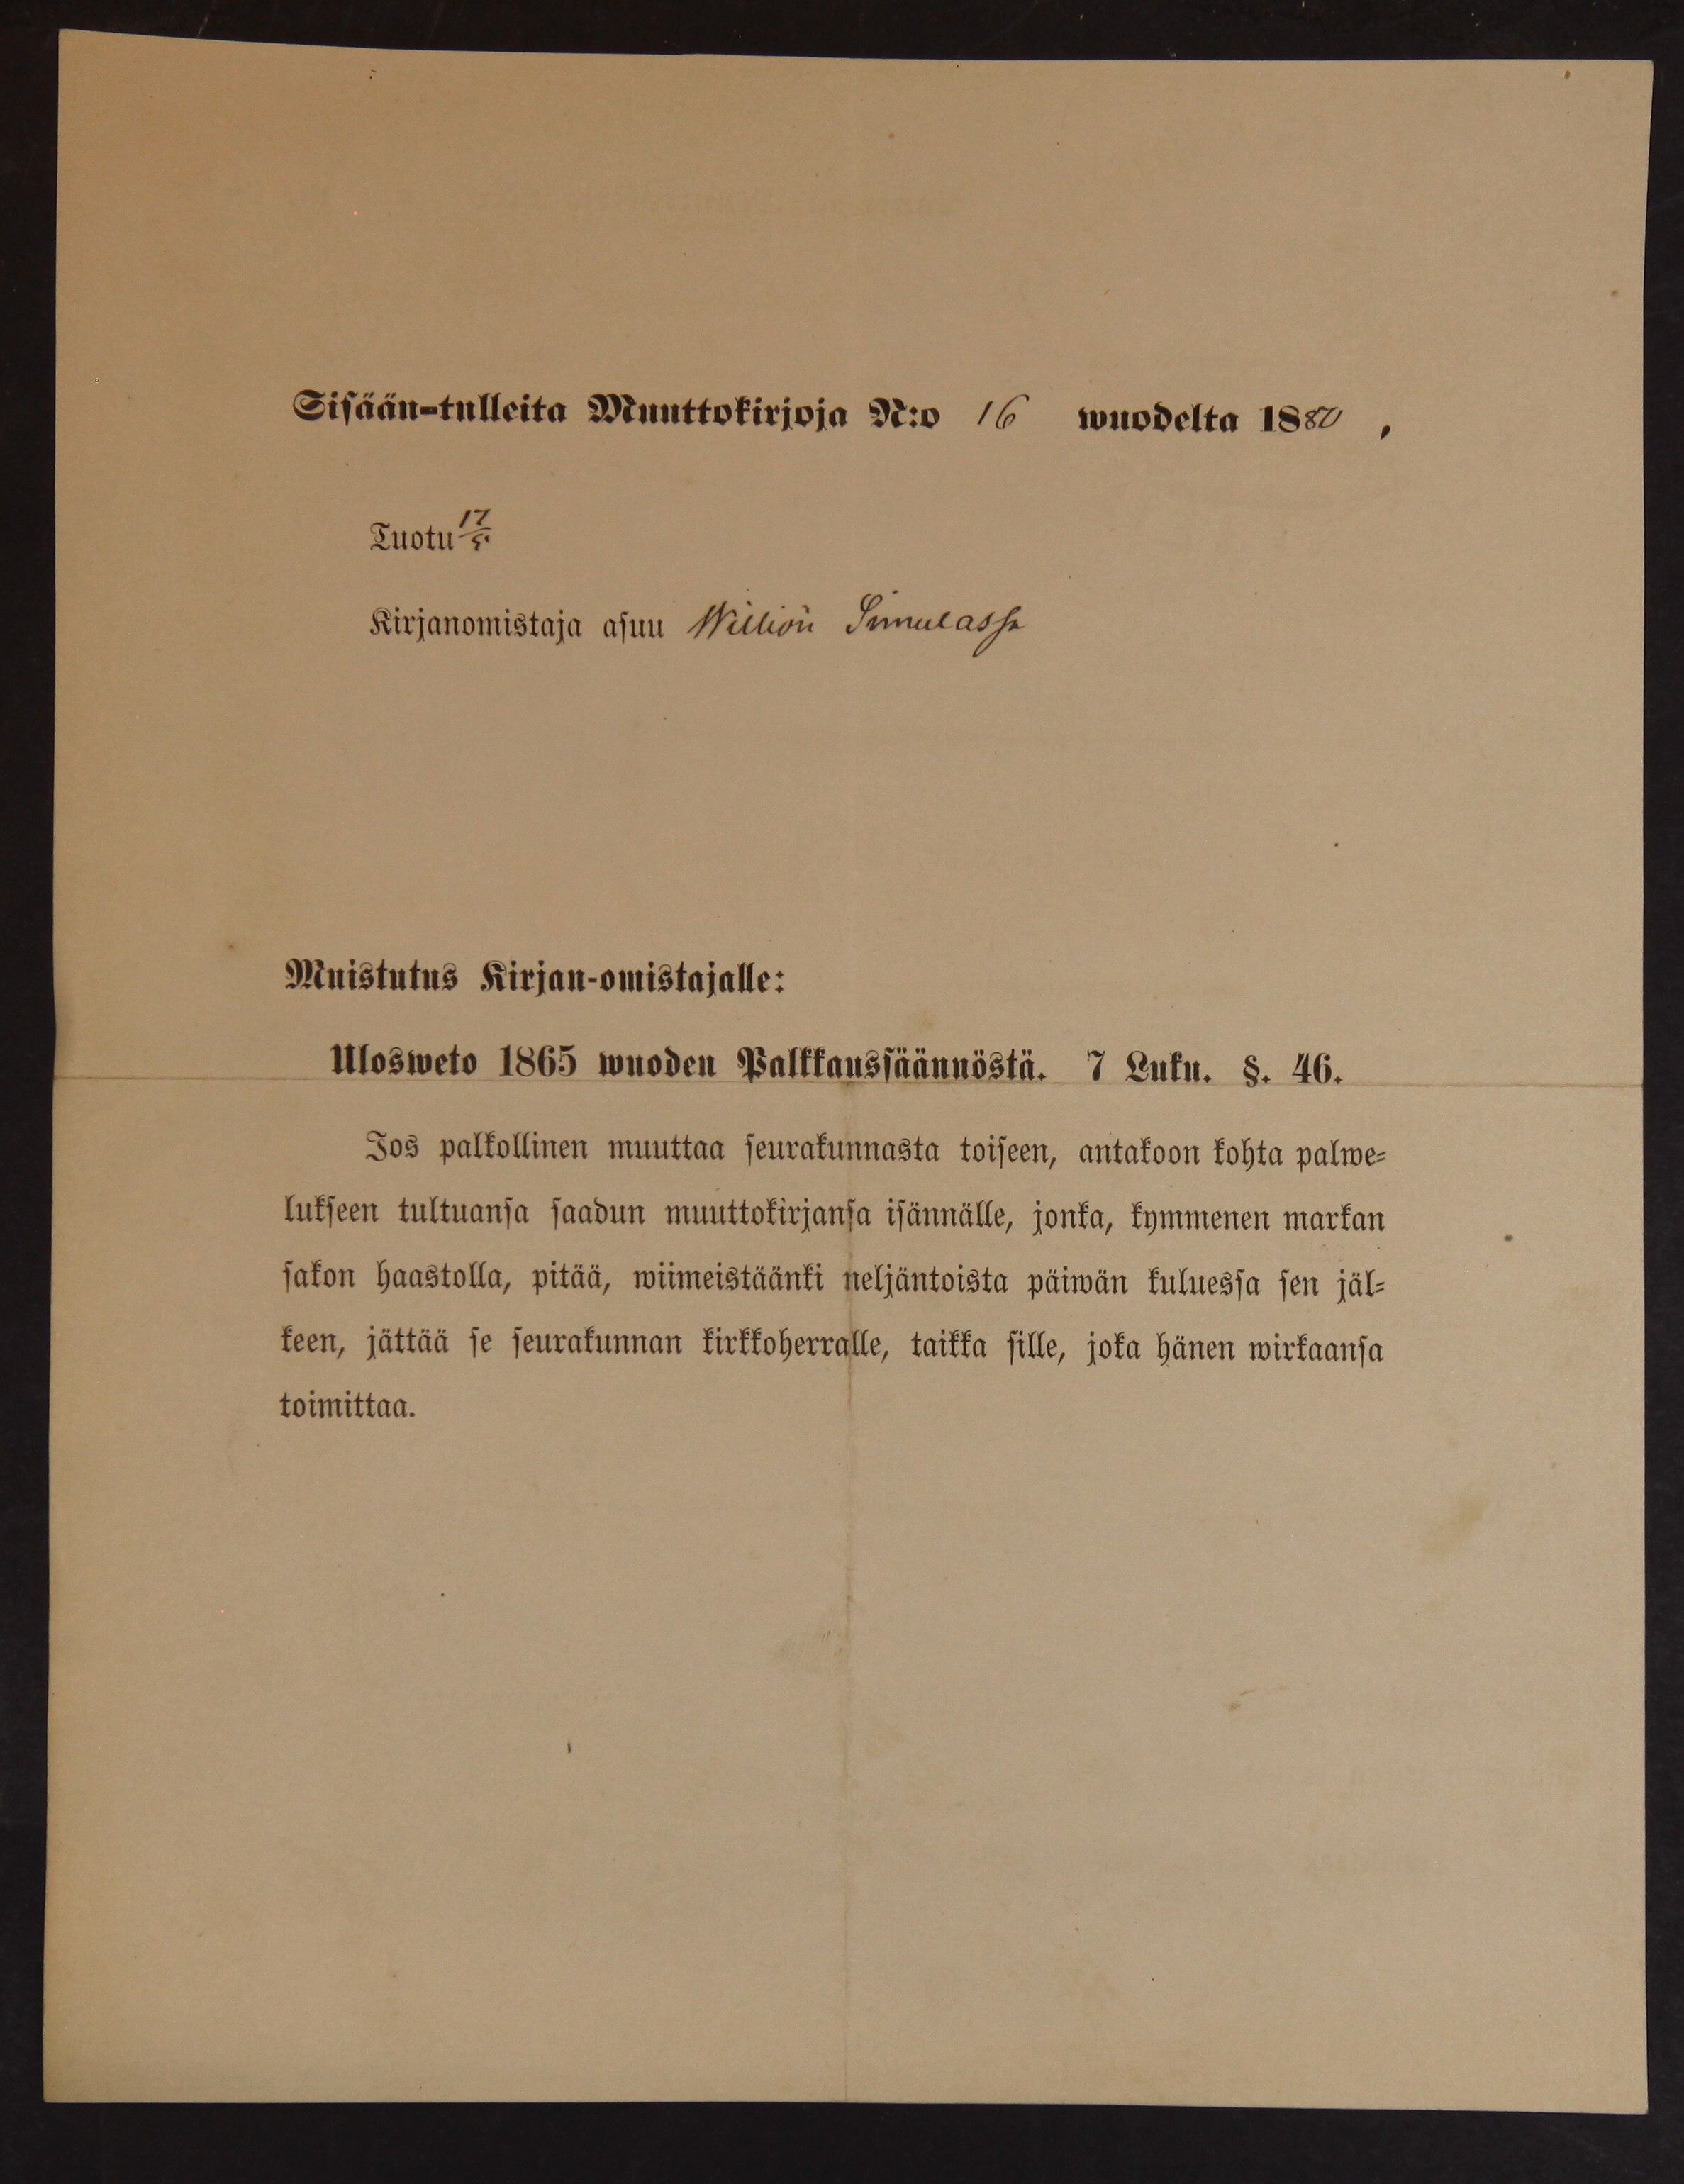 Sisään-tulleita Muuttokirjoja N:o 16 wuodelta 1880,
Tuotu 17/5.
Kirjanomistaja asuu Williön Simulassa
Muistutus Kirjan-omistajalle:
Ulosweto 1865 wuoden Palkkaussäännöstä. 7 Luku. §. 46.
Jos palkollinen muuttaa seurakunnasta toiseen, antakoon kohta palwe-
lukseen tultuansa saadun muuttokirjansa isännälle, jonka, kymmenen markan
sakon haastolla, pitää, wiimeistäänki neljäntoista päiwän kuluessa sen jäl-
keen, jättää se seurakunnan kirkkoherralle, taikka sille, joka hänen wirkaansa
toimittaa.